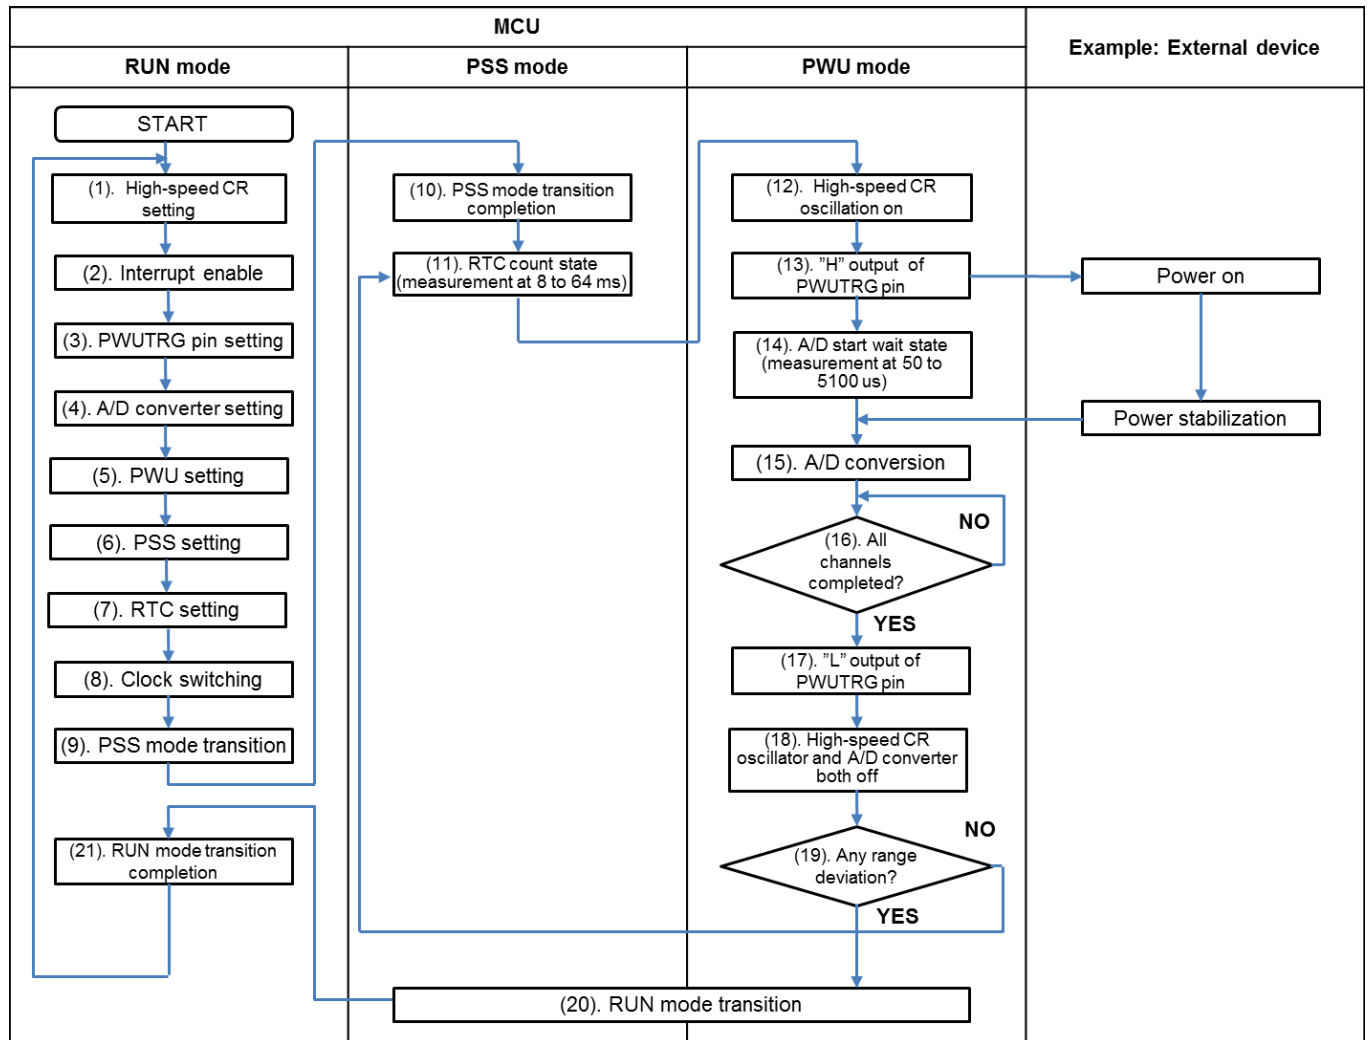 MCU
Example: External device
RUN mode
PSS mode
PWU mode
START
(1). High-speed CR
setting
(2). Interrupt enable
(3). PWUTRG pin setting
(4). A/D converter setting
(5). PWU setting
(6). PSS setting
(7). RTC setting
(8). Clock switching
(9). PSS mode transition
(21). RUN mode transition
completion
(10). PSS mode transition
completion
(11). RTC count state
(measurement at 8 to 64 ms)
(12). High-speed CR
oscillation on
(13). "H" output of
PWUTRG pin
(14). A/D start wait state
(measurement at 50 to
5100 us)
(15). A/D conversion
(16). All
channels
completed?
NO
YES
(17). "L" output of
PWUTRG pin
(18). High-speed CR
oscillator and A/D converter
both off
(19). Any range
deviation?
NO
YES
(20). RUN mode transition
Power on
Power stabilization